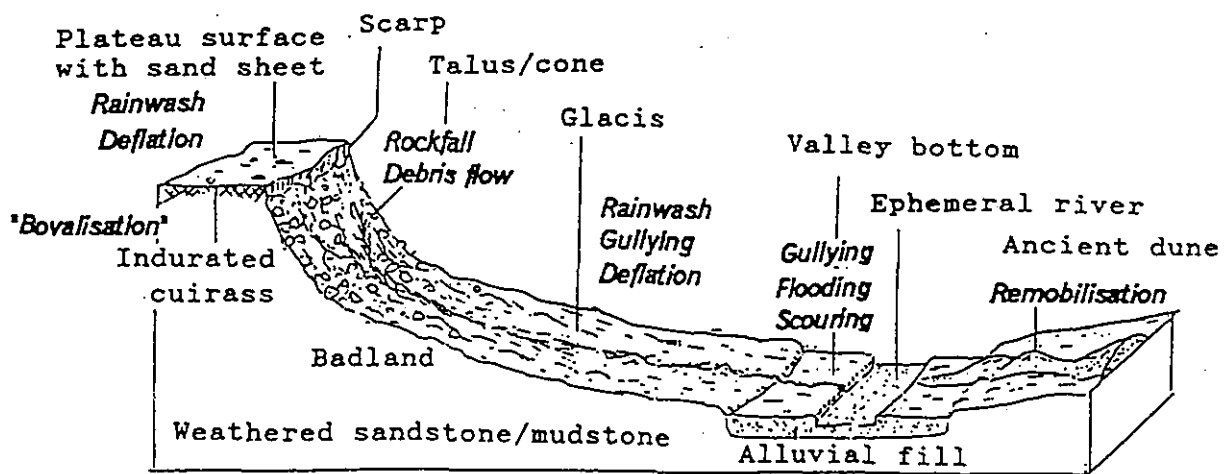 Scarp
Plateau surface
with sand sheet
Rainwash
Deflation
Talus/cone
Rockfall
Debris flow
Glacis
Valley bottom
Ephemeral river
Ancient dune
Rainwash
Gullying
Deflation
Gullying
Flooding
Scouring
Remobilisation
"Bovalisation"
Indurated
cuirass
Badland
Weathered sandstone/mudstone
Alluvial fill